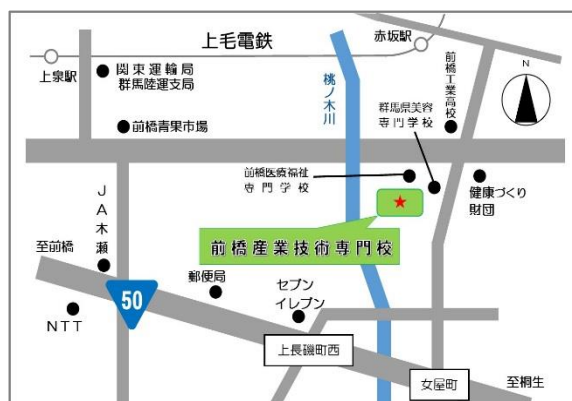 上毛電鉄
赤坂駅
上泉駅
関東運輸局
群馬陸運支局
桃ノ木川
前橋工業高校
N
群馬県美容
専門学校
前橋青果市場
前橋医療福祉
専門学校
健康づくり
財団
JA木瀬
至前橋
前橋産業技術専門校
郵便局
セブン
イレブン
50
NTT
上長磯町西
女屋町
至桐生